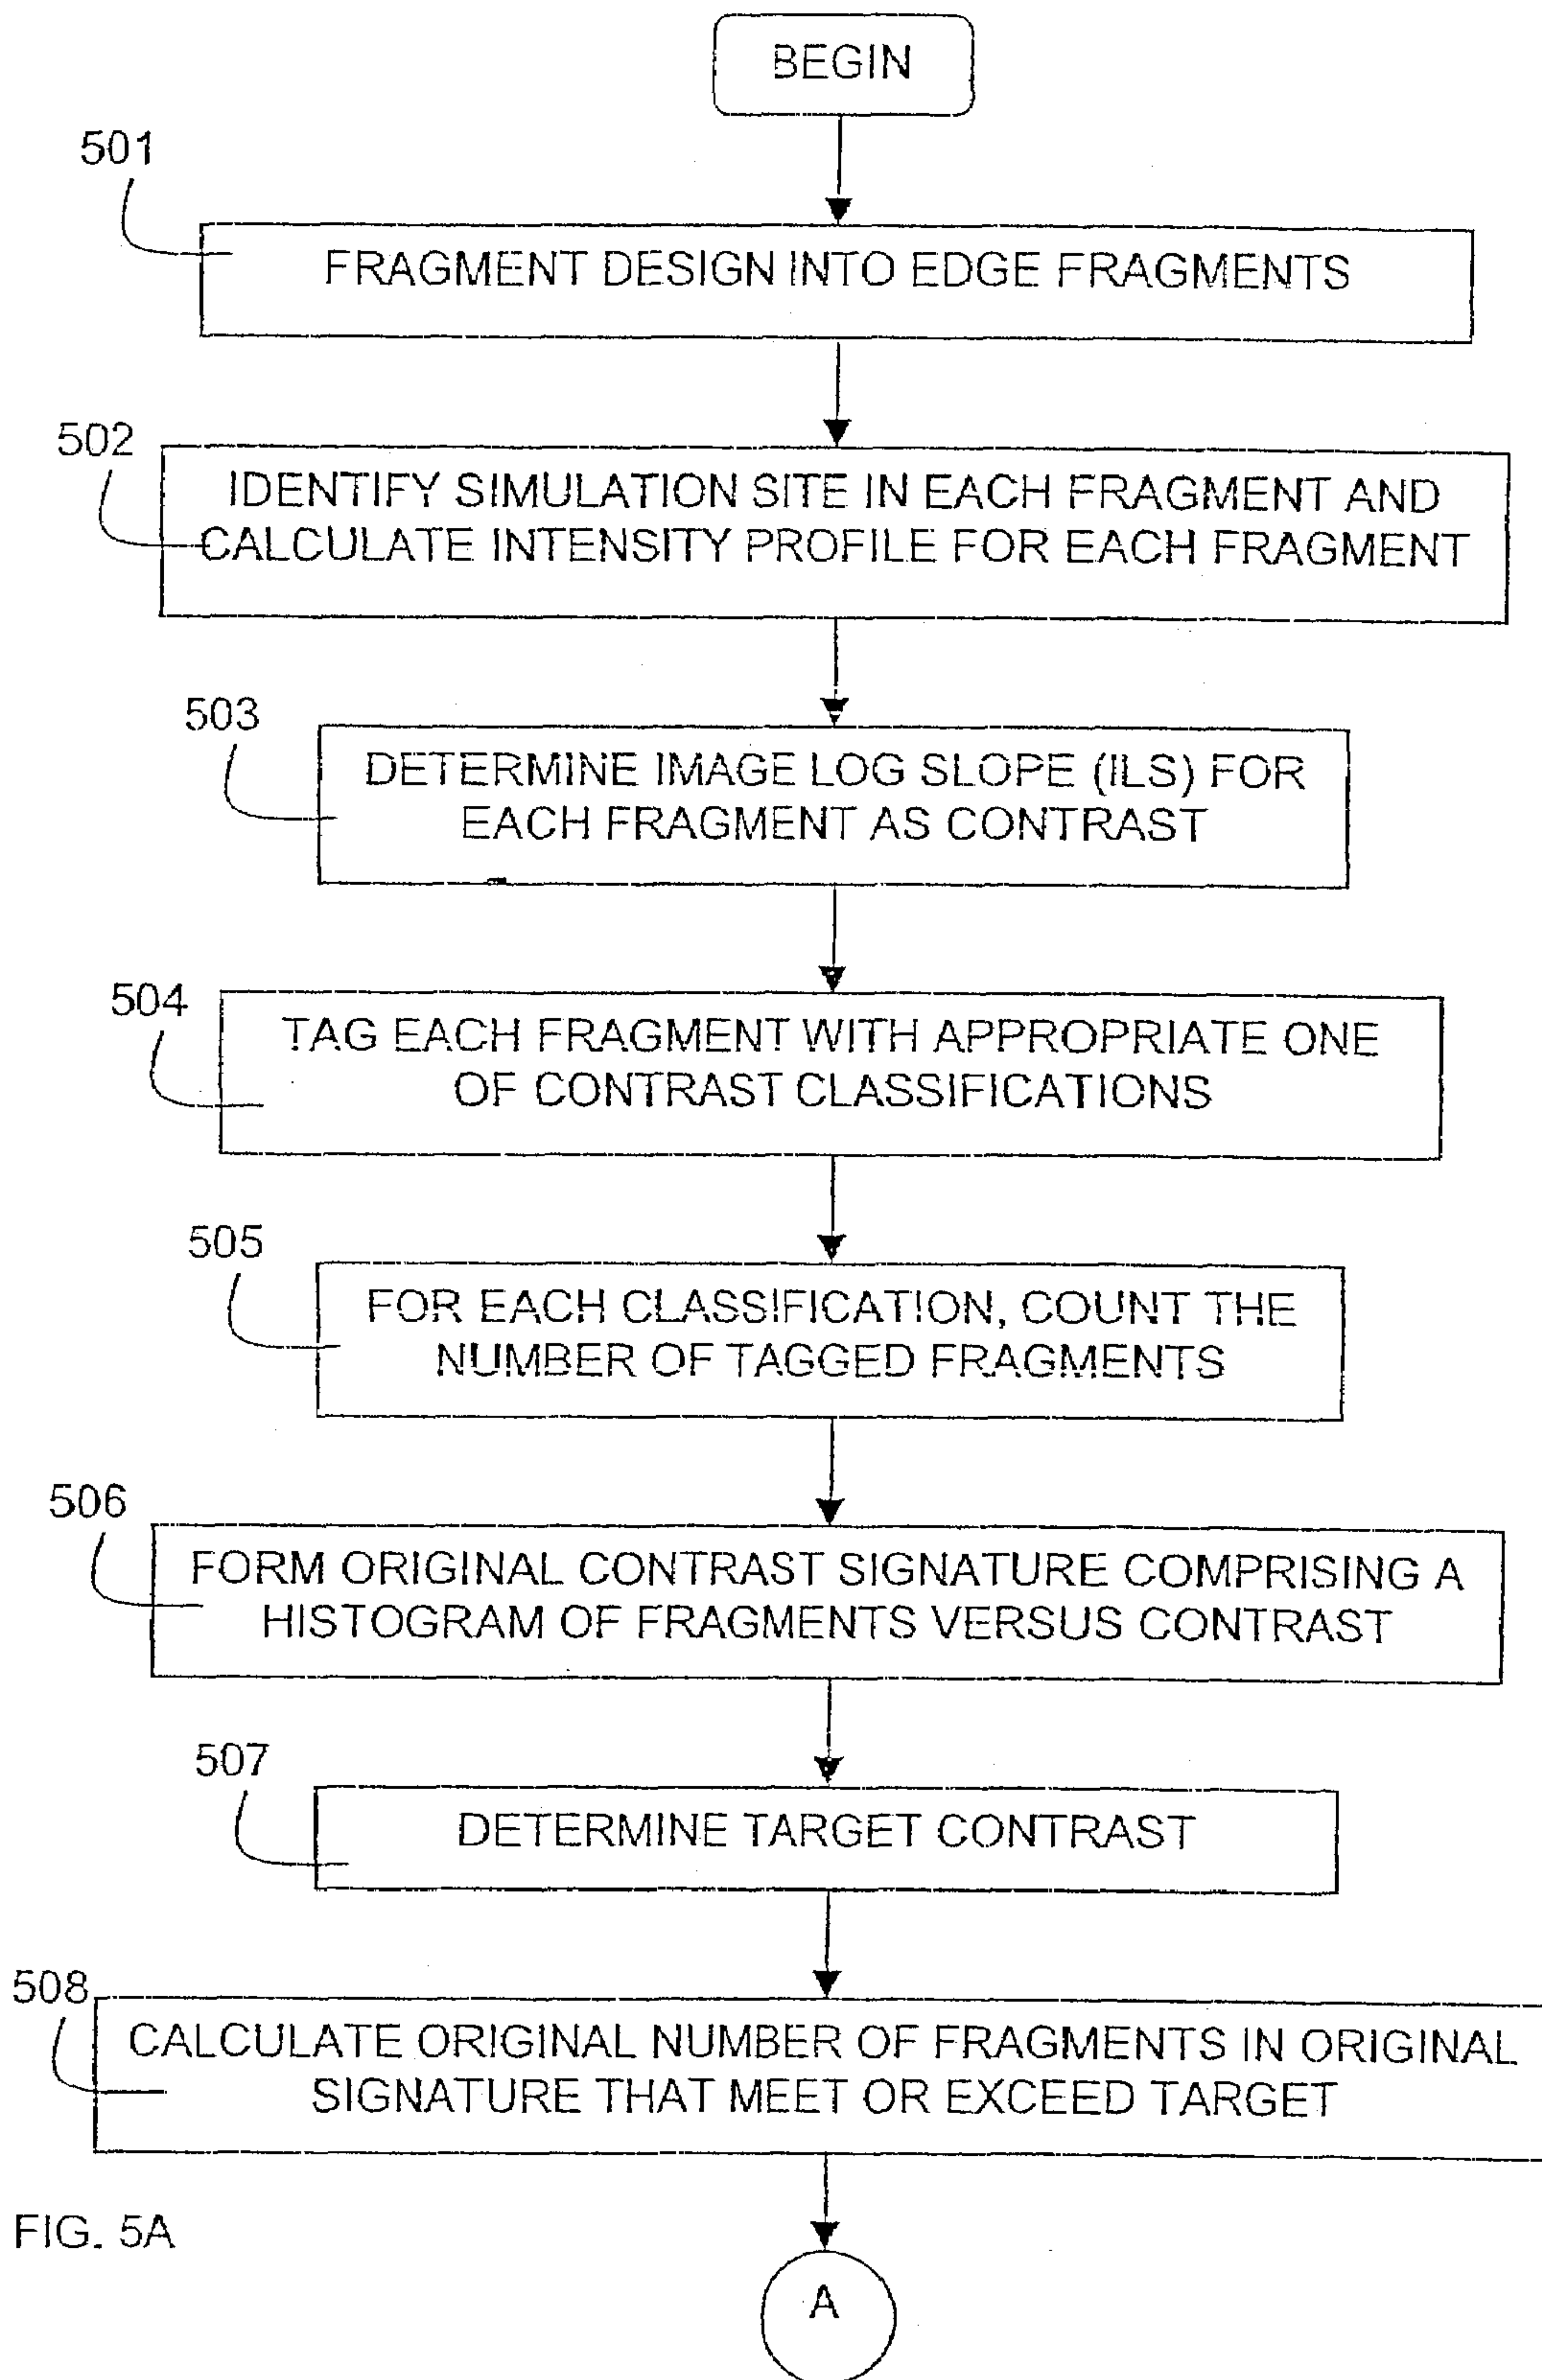 BEGIN
501
FRAGMENT DESIGN INTO EDGE FRAGMENTS
502
IDENTIFY SIMULATION SITE IN EACH FRAGMENT AND
CALCULATE INTENSITY PROFILE FOR EACH FRAGMENT
503
DETERMINE IMAGE LOG SLOPE (ILS) FOR
EACH FRAGMENT AS CONTRAST
504
TAG EACH FRAGMENT WITH APPROPRIATE ONE
OF CONTRAST CLASSIFICATIONS
505
FOR EACH CLASSIFICATION, COUNT THE
NUMBER OF TAGGED FRAGMENTS
506
FORM ORIGINAL CONTRAST SIGNATURE COMPRISING A
HISTOGRAM OF FRAGMENTS VERSUS CONTRAST
507
DETERMINE TARGET CONTRAST
508
CALCULATE ORIGINAL NUMBER OF FRAGMENTS IN ORIGINAL
SIGNATURE THAT MEET OR EXCEED TARGET
FIG. 5A
A